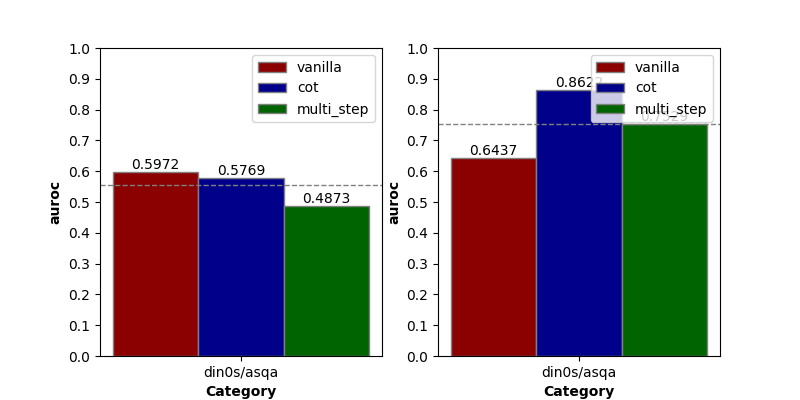 1.0
0.9
0.8
0.7
0.6
0.5
0.4
0.3
0.2
0.1
0.0
auroc
vanilla
cot
multi_step
0.5972
0.5769
0.4873
din0s/asqa
Category
1.0
0.9
0.8
0.7
0.6
0.5
0.4
0.3
0.2
0.1
0.0
auroc
vanilla
cot
multi_step
0.6437
din0s/asqa
Category